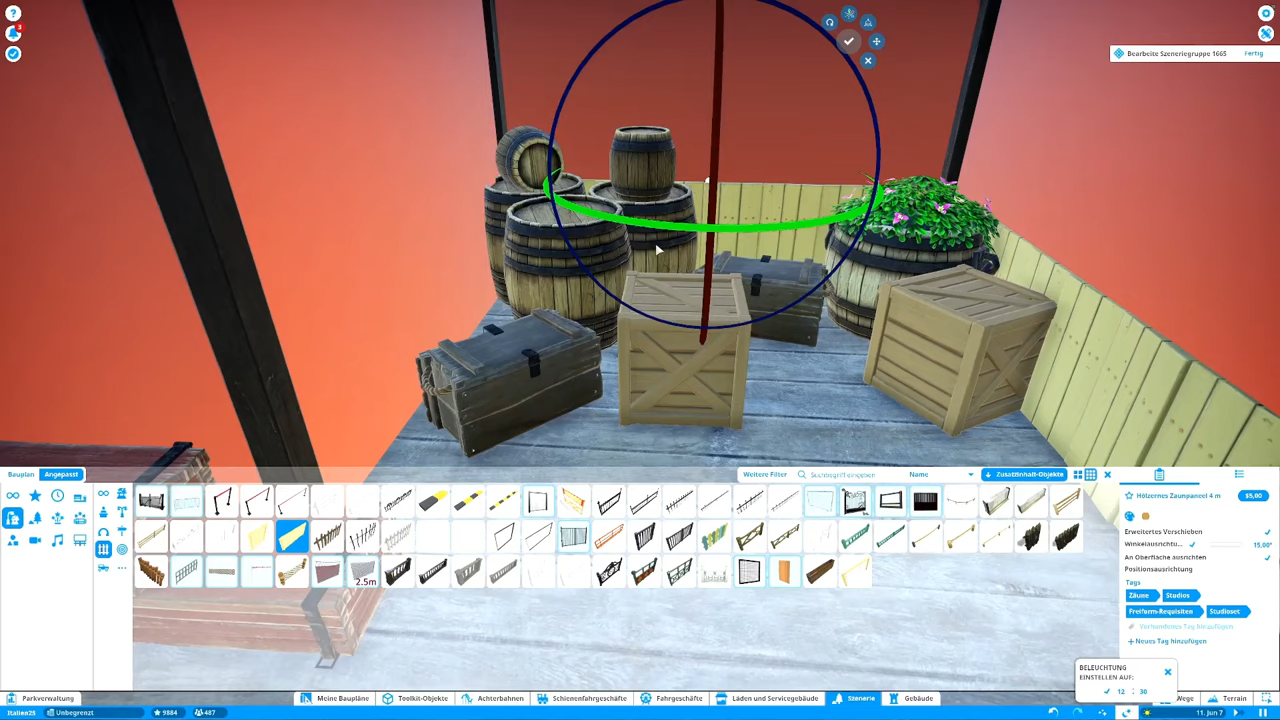 ?
3
Bearbeite Szeneriegruppe 1665 Fertig
Bauplan Angepasst
Weitere Filter Suchbegriff eingeben Name Zusatzinhalt-Objekte
Hölzernes Zaunpaneel 4 m $5,00
Erweitertes Verschieben
Winkelausrichtu... 15,00°
An Oberfläche ausrichten
Positionsausrichtung
Tags
Zäune Studios
Freiform-Requisiten Studioset
Vorhandenes Tag hinzufügen
+ Neues Tag hinzufügen
2.5m
BELEUCHTUNG
EINSTELLEN AUF:
12 : 30
Parkverwaltung Meine Baupläne Toolkit-Objekte Achterbahnen Schienenfahrgeschäfte Fahrgeschäfte Läden und Servicegebäude Szenerie Gebäude Wege Terrain
Italien25 Unbegrenzt 9884 487 11. Jun 7